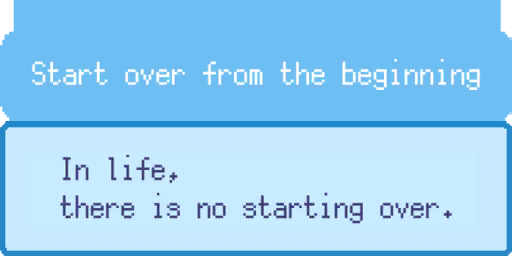 Start over from the beginning
In life,
there is no starting over.